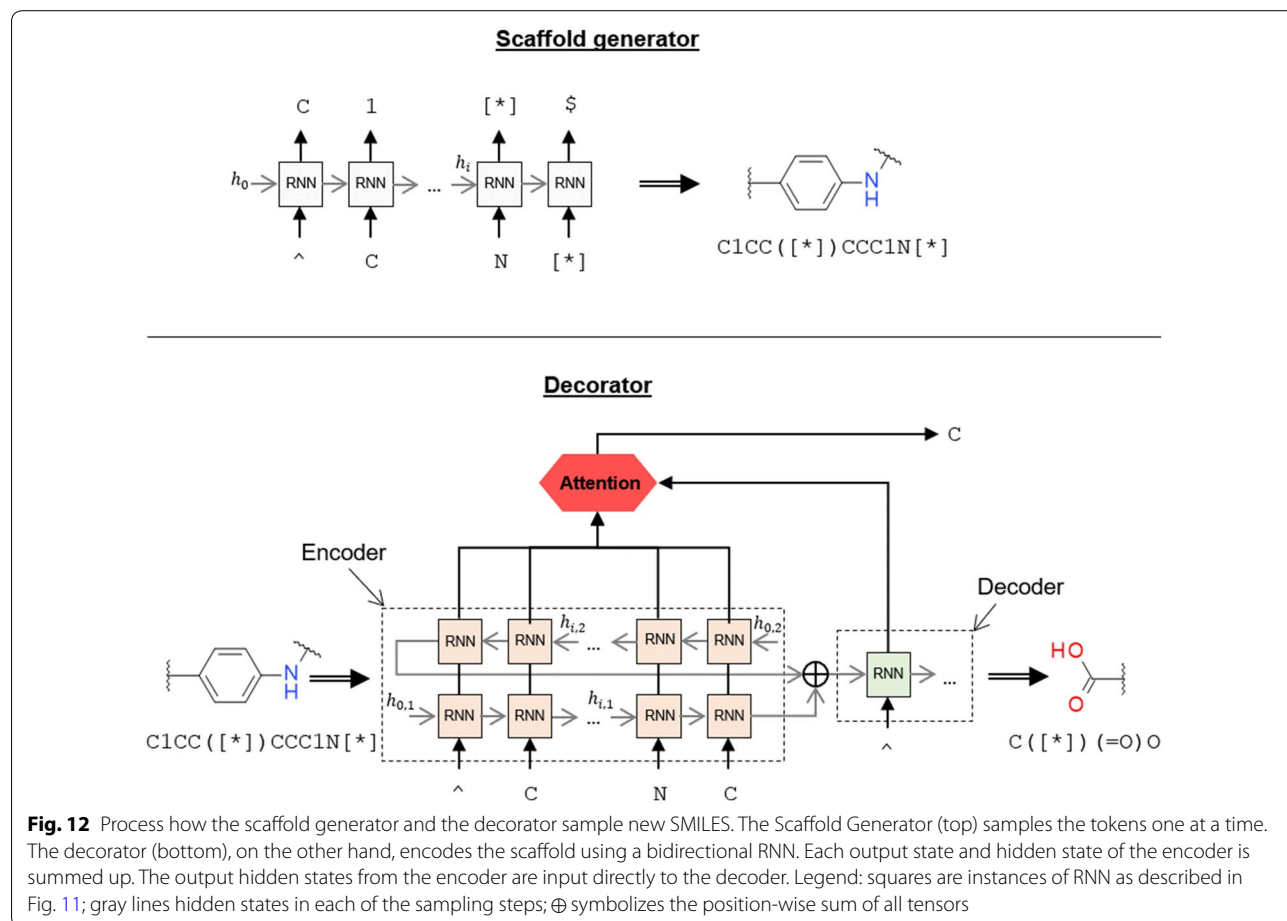 Scaffold generator
C 1 [*] $
h0 RNN RNN ... hi RNN RNN
^ C N [*]
N
H
C1CC([*])CCC1N[*]
Decorator
C
Attention
Encoder
Decoder
RNN RNN hi,2 ... RNN RNN h0,2
HO
O
N
H
h0,1 RNN RNN ... hi,1 RNN RNN ⊕ RNN ...
C1CC([*])CCC1N[*]
^ C N C
^
C([*])(=O)O
Fig. 12 Process how the scaffold generator and the decorator sample new SMILES. The Scaffold Generator (top) samples the tokens one at a time.
The decorator (bottom), on the other hand, encodes the scaffold using a bidirectional RNN. Each output state and hidden state of the encoder is
summed up. The output hidden states from the encoder are input directly to the decoder. Legend: squares are instances of RNN as described in
Fig. 11; gray lines hidden states in each of the sampling steps; ⊕ symbolizes the position-wise sum of all tensors